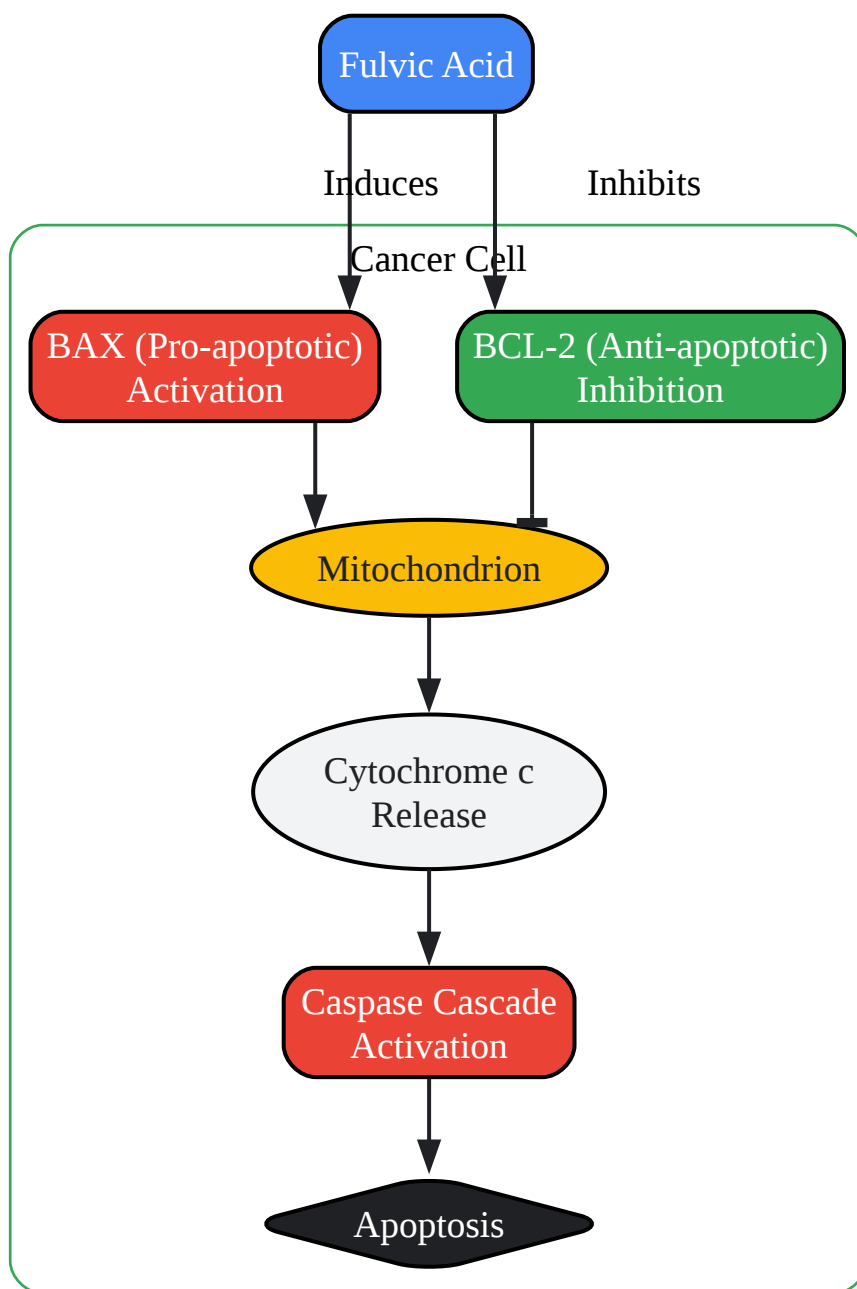 Fulvic Acid
Induces
Inhibits
Cancer Cell
BAX (Pro-apoptotic)
Activation
BCL-2 (Anti-apoptotic)
Inhibition
Mitochondrion
Cytochrome c
Release
Caspase Cascade
Activation
Apoptosis